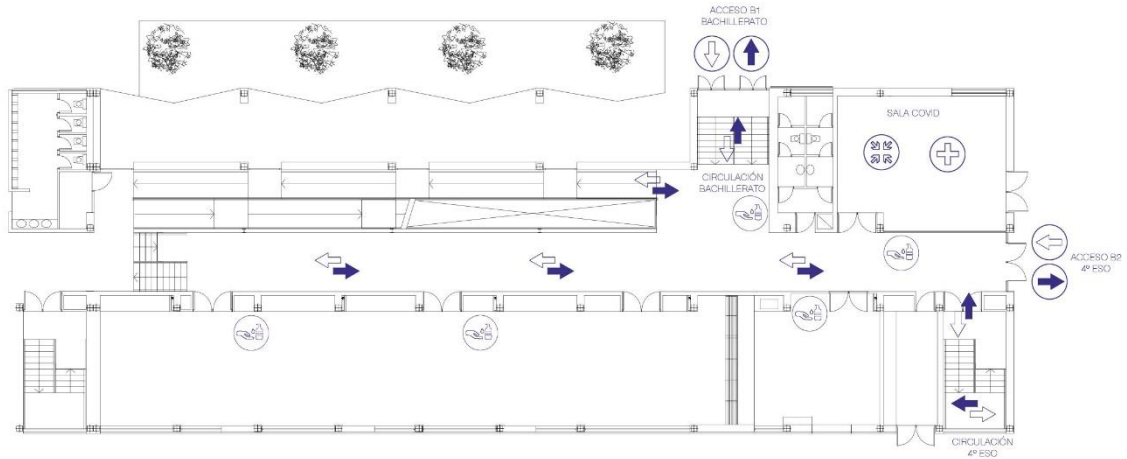 ACCESO B1
BACHILLERATO
SALA COVID
CIRCULACIÓN
BACHILLERATO
ACCESO B2
4º ESO
CIRCULACIÓN
4º ESO